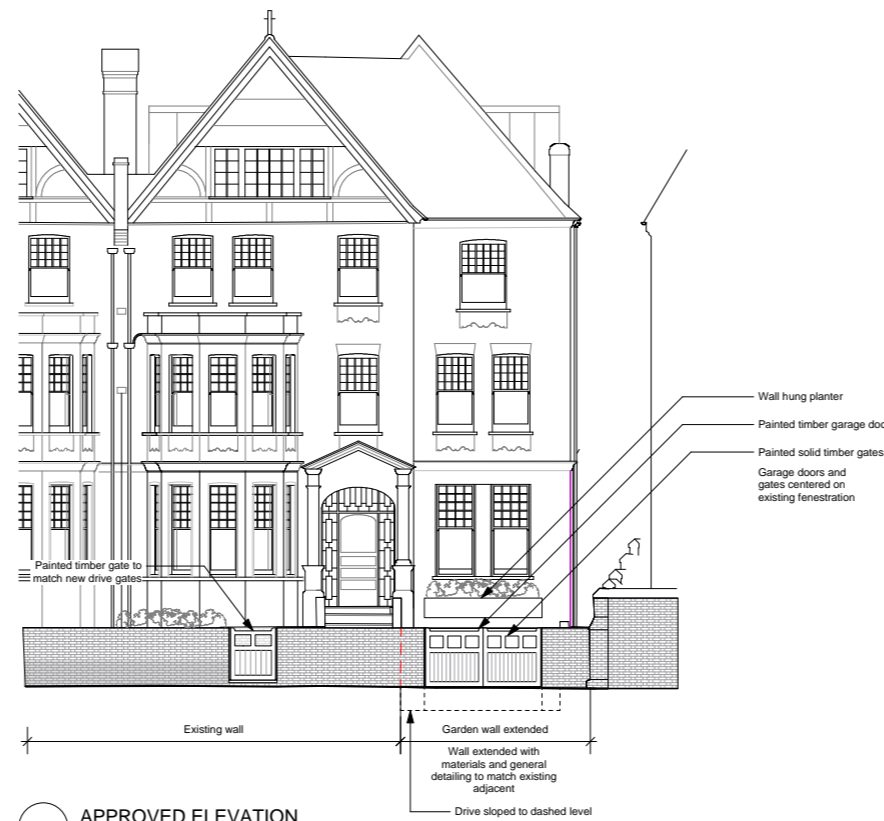 Wall hung planter
Painted timber garage doo
Painted solid timber gates
Garage doors and
gates centered on
existing fenestration
Painted timber gate to
match new drive gates
Existing wall
Garden wall extended
Wall extended with
materials and general
detailing to match existing
adjacent
Drive sloped to dashed level
APPROVED ELEVATION